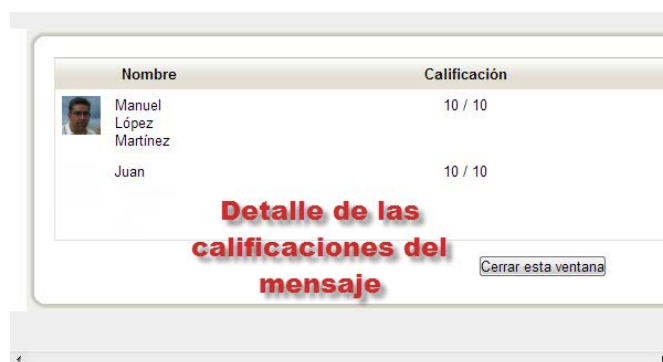 Nombre Calificación
Manuel 10 / 10
López
Martínez
Juan 10 / 10
Detalle de las
calificaciones del
mensaje
Cerrar esta ventana